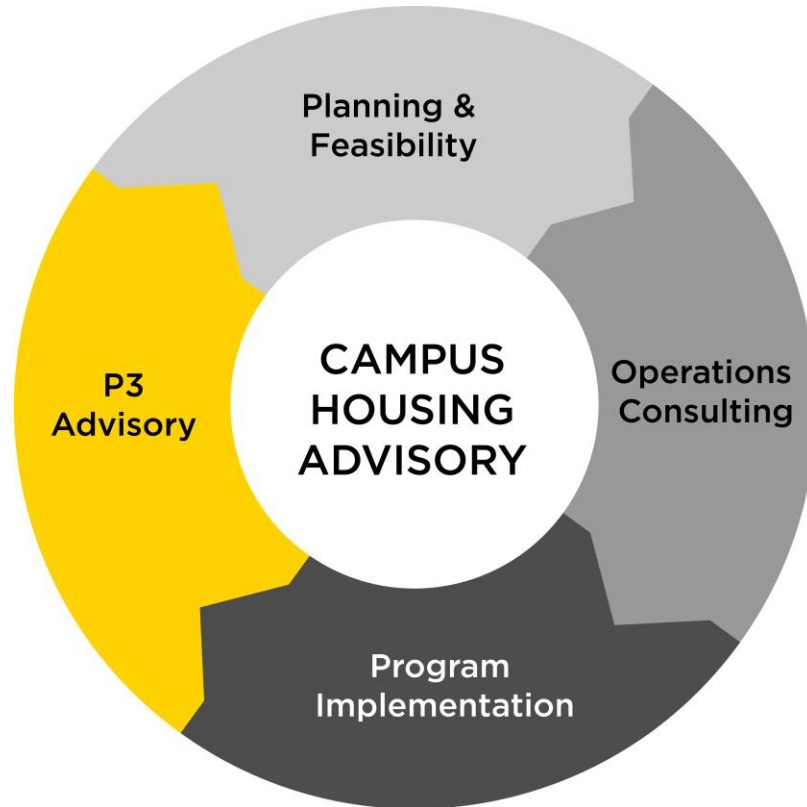 Planning &
Feasibility
P3
Advisory
CAMPUS
HOUSING
ADVISORY
Operations
Consulting
Program
Implementation